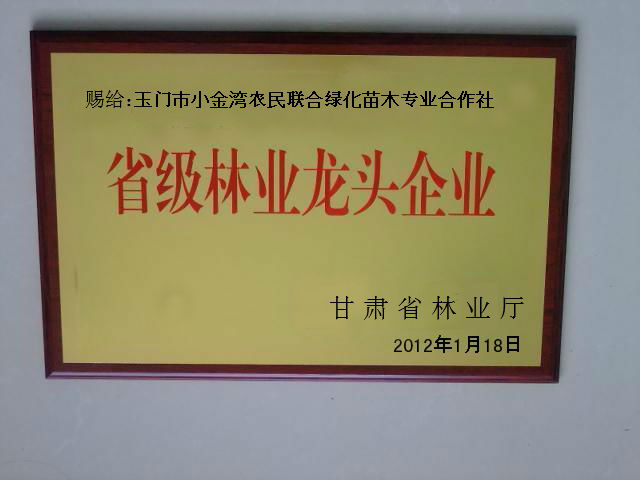 赐给:玉门市小金湾农民联合绿化苗木专业合作社
省级林业龙头企业
甘肃省林业厅
2012年1月18日